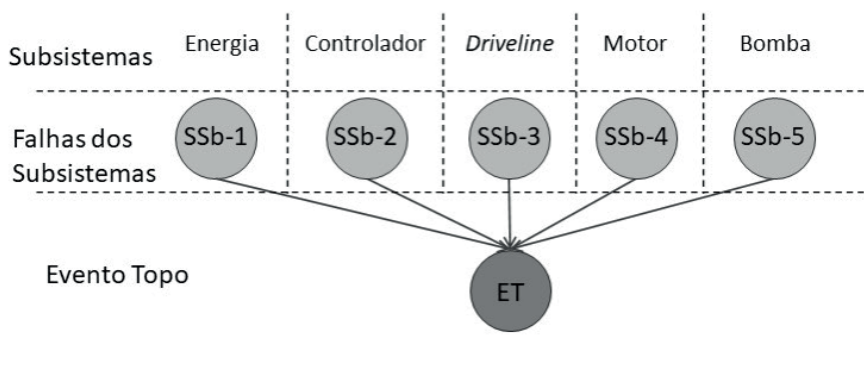 Subsistemas
Energia
Controlador
Driveline
Motor
Bomba
Falhas dos
Subsistemas
SSb-1
SSb-2
SSb-3
SSb-4
SSb-5
Evento Topo
ET